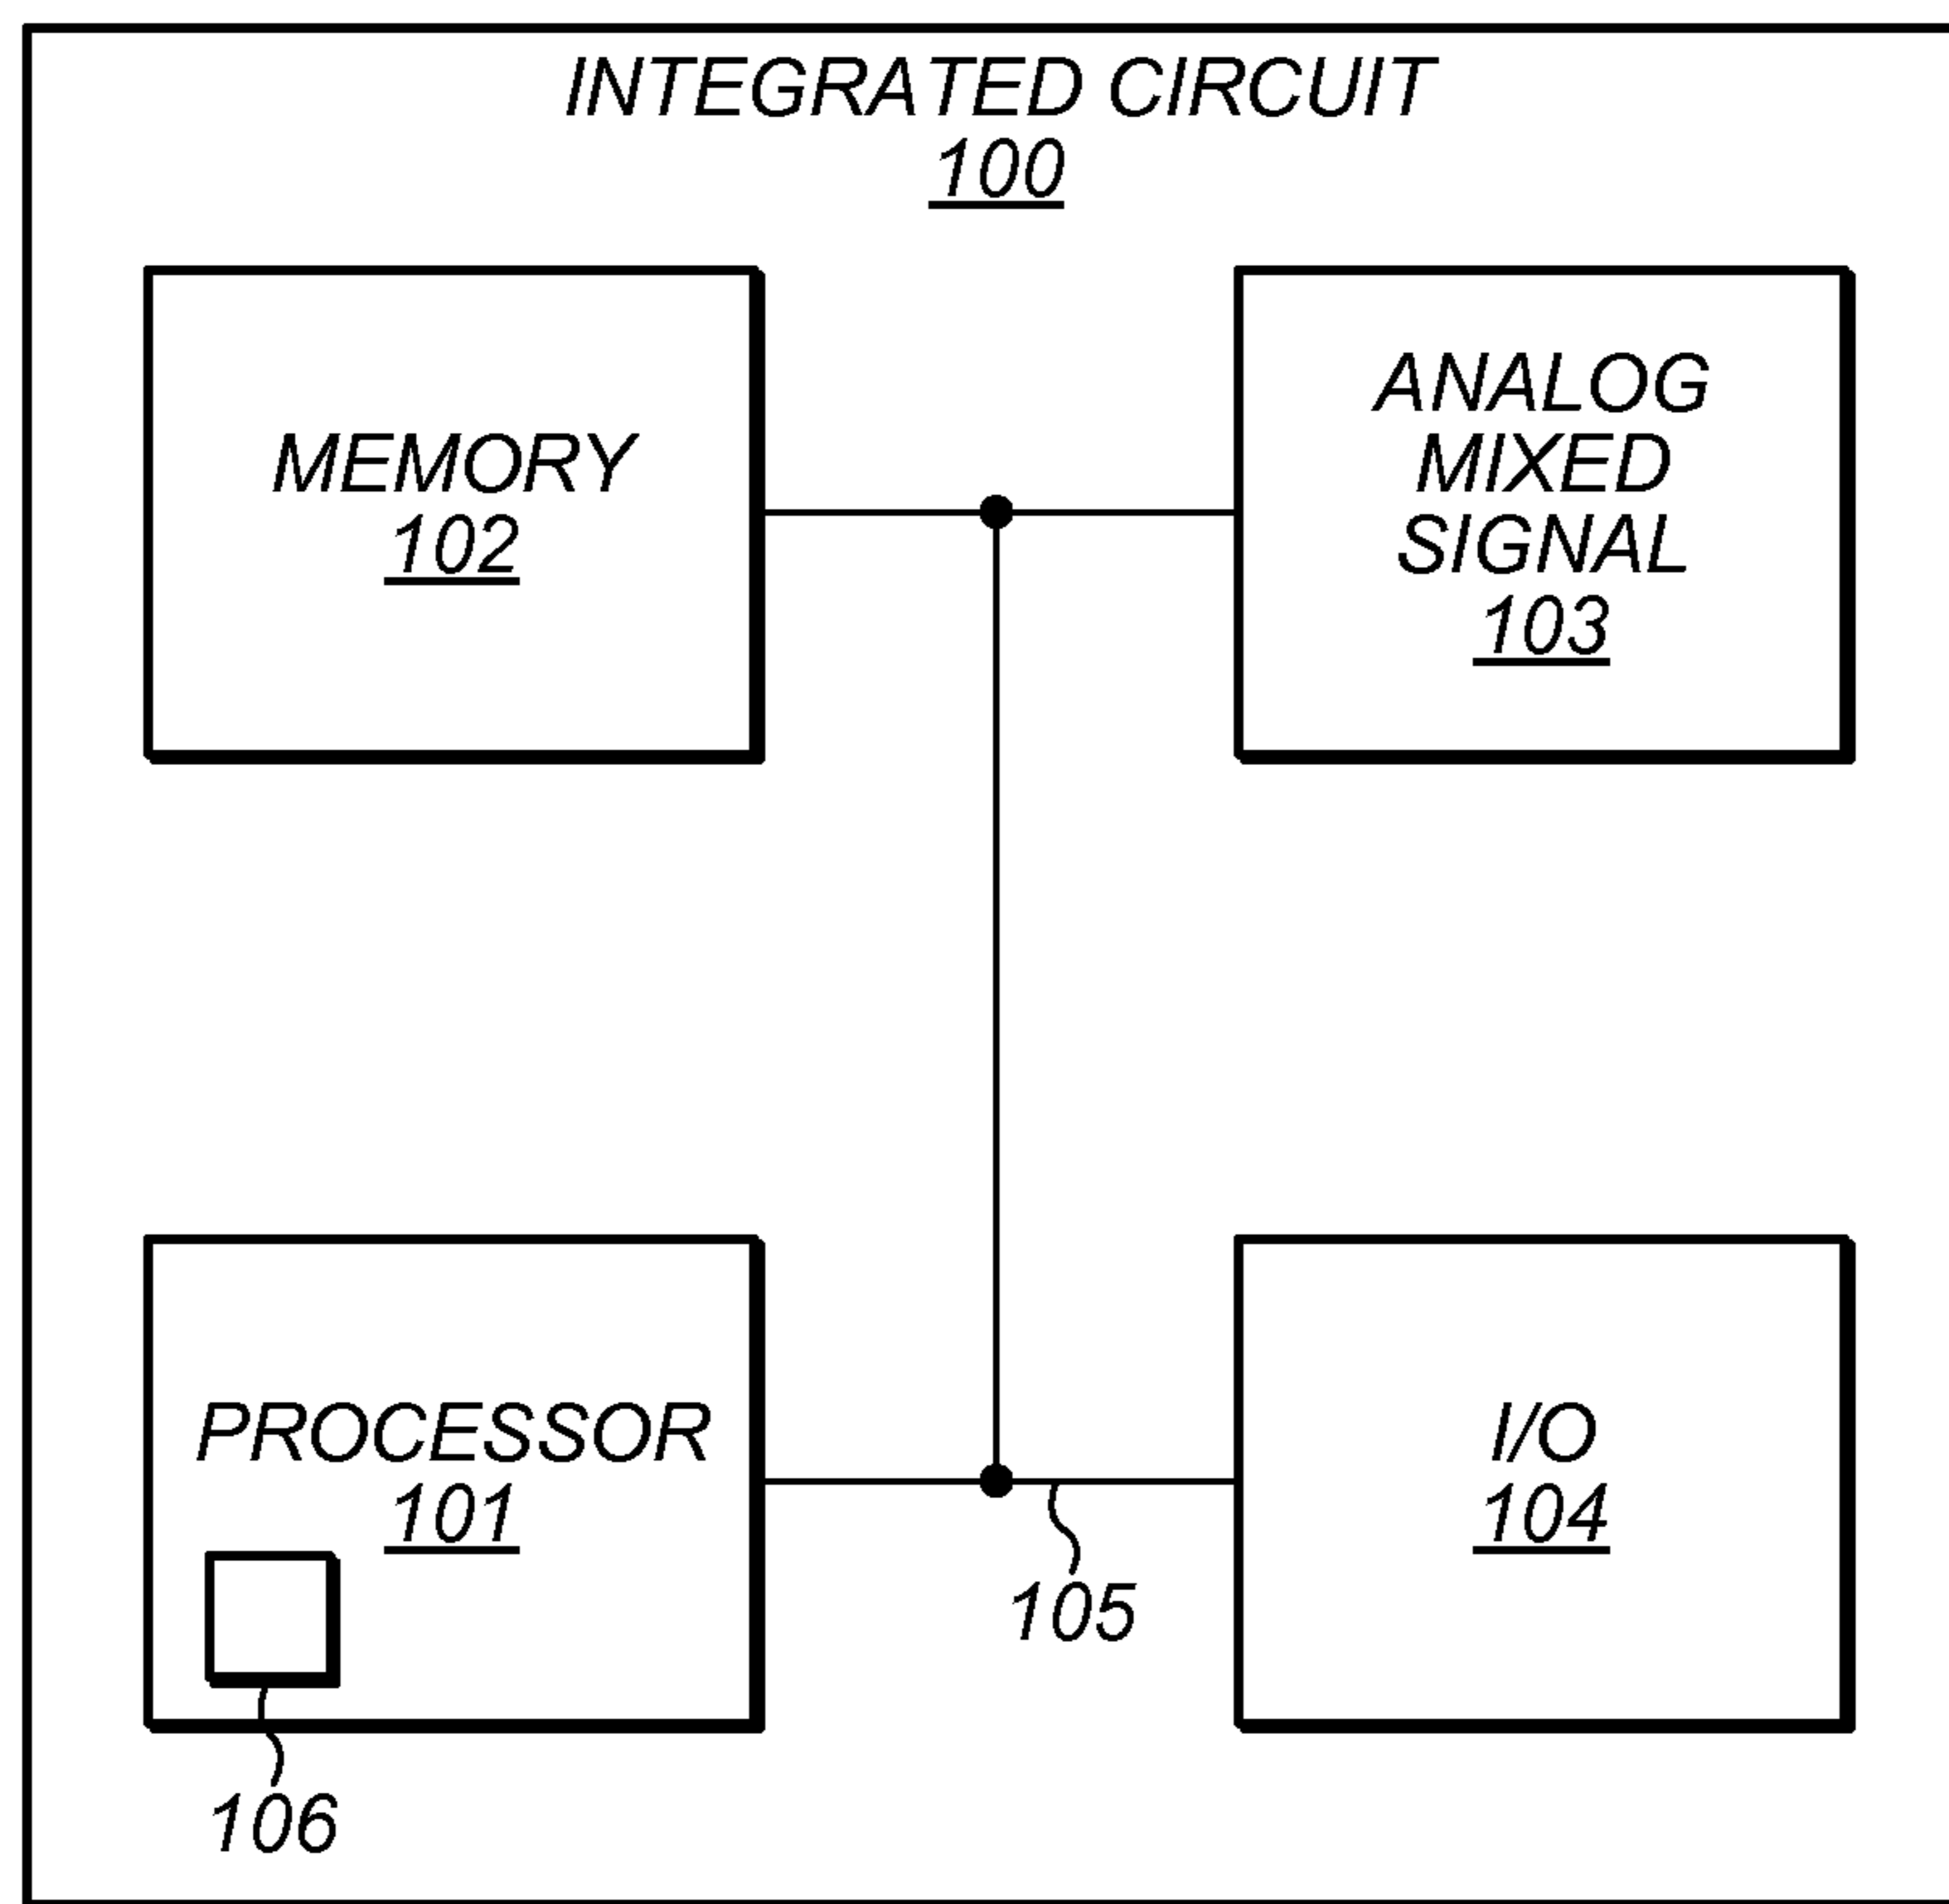 INTEGRATED CIRCUIT
100
MEMORY
102
ANALOG
MIXED
SIGNAL
103
PROCESSOR
101
I/O
104
105
106